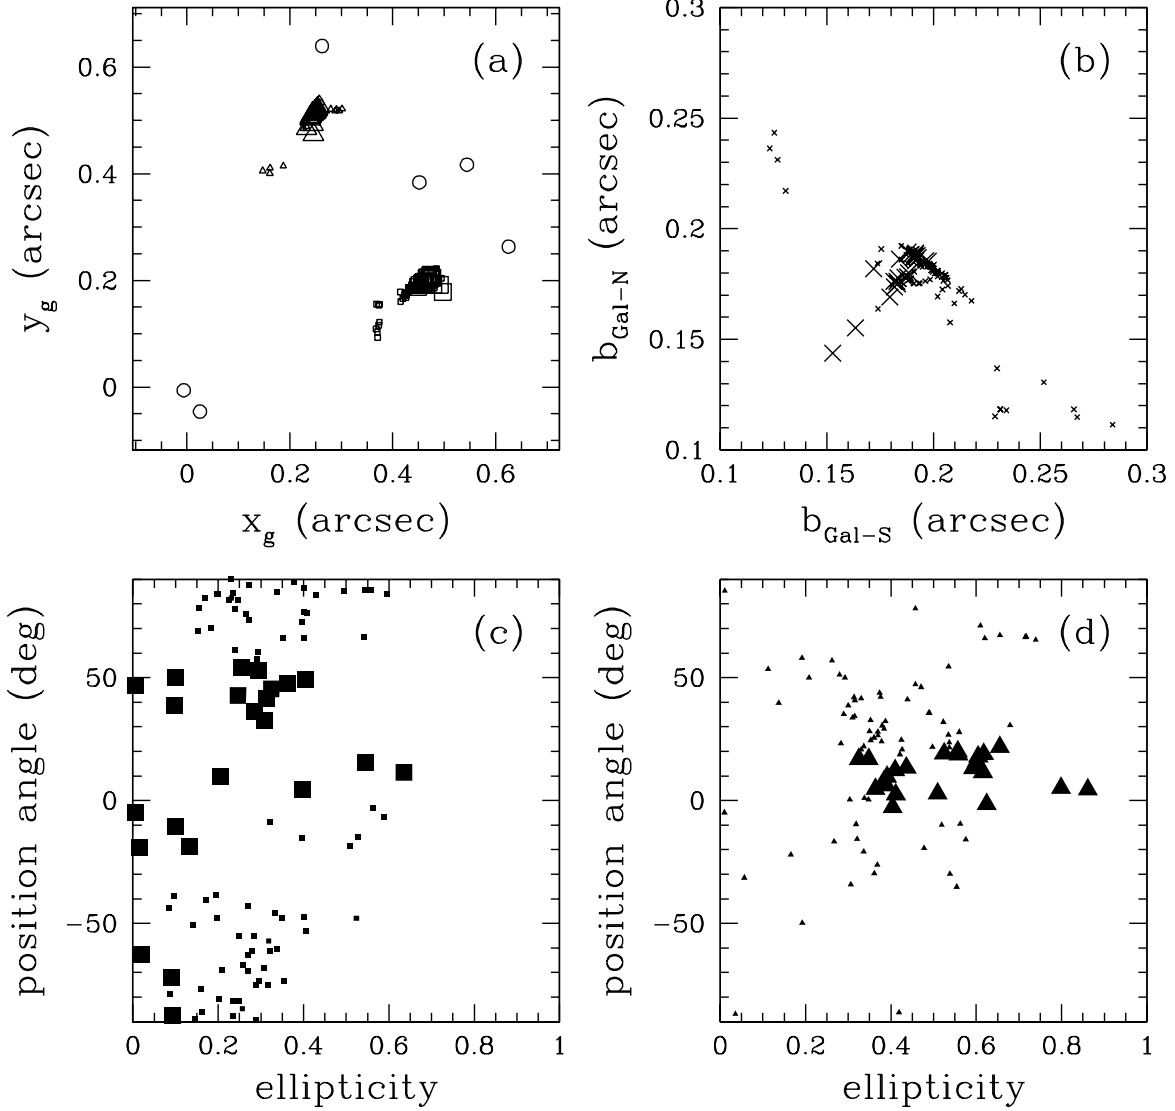 (a)
0.6
0.4
0.2
0
y_g (arcsec)
0 0.2 0.4 0.6
x_g (arcsec)
(b)
0.3
0.25
0.2
0.15
0.1
b_Gal-N (arcsec)
0.1 0.15 0.2 0.25 0.3
b_Gal-S (arcsec)
(c)
50
0
-50
position angle (deg)
0 0.2 0.4 0.6 0.8 1
ellipticity
(d)
50
0
-50
position angle (deg)
0 0.2 0.4 0.6 0.8 1
ellipticity